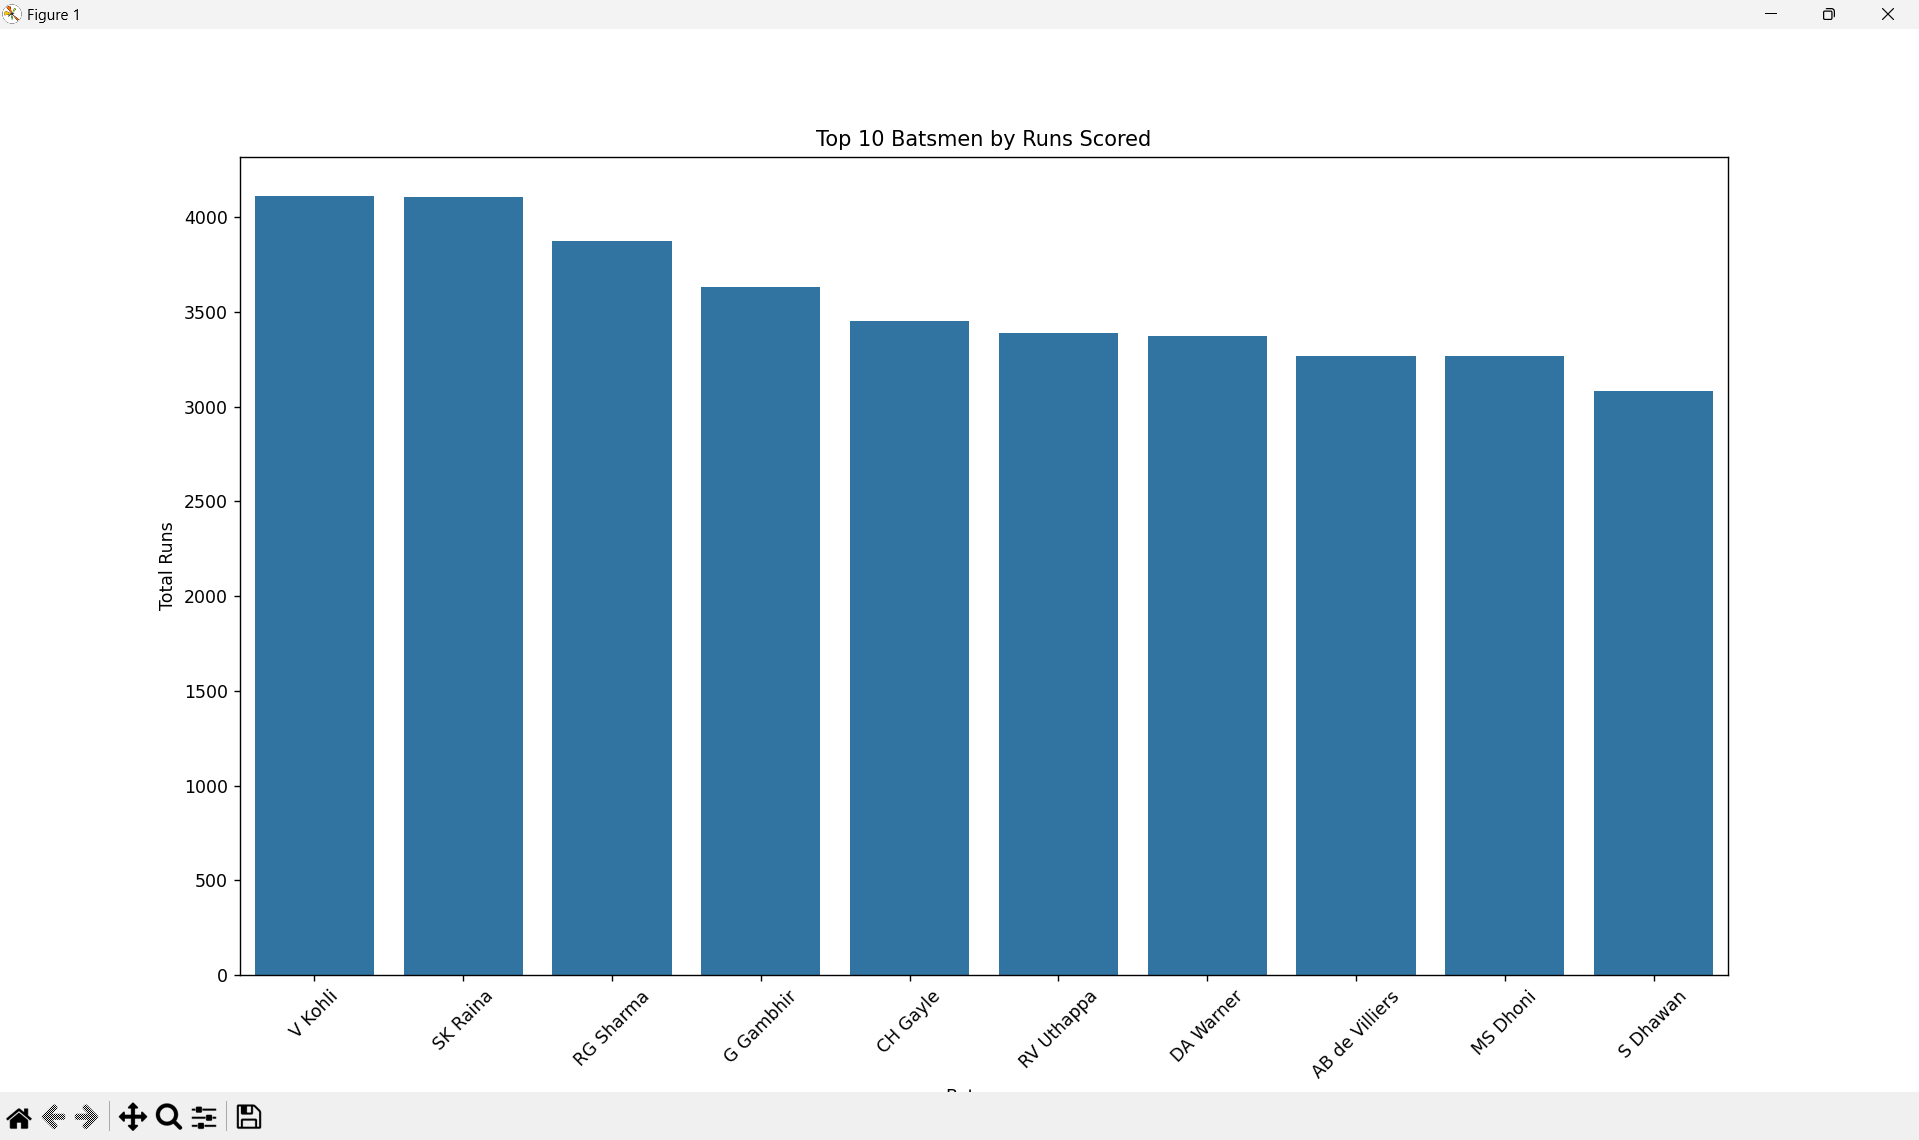 Figure 1
Top 10 Batsmen by Runs Scored
Total Runs
4000
3500
3000
2500
2000
1500
1000
500
0
V Kohli
SK Raina
RG Sharma
G Gambhir
CH Gayle
RV Uthappa
DA Warner
AB de Villiers
MS Dhoni
S Dhawan